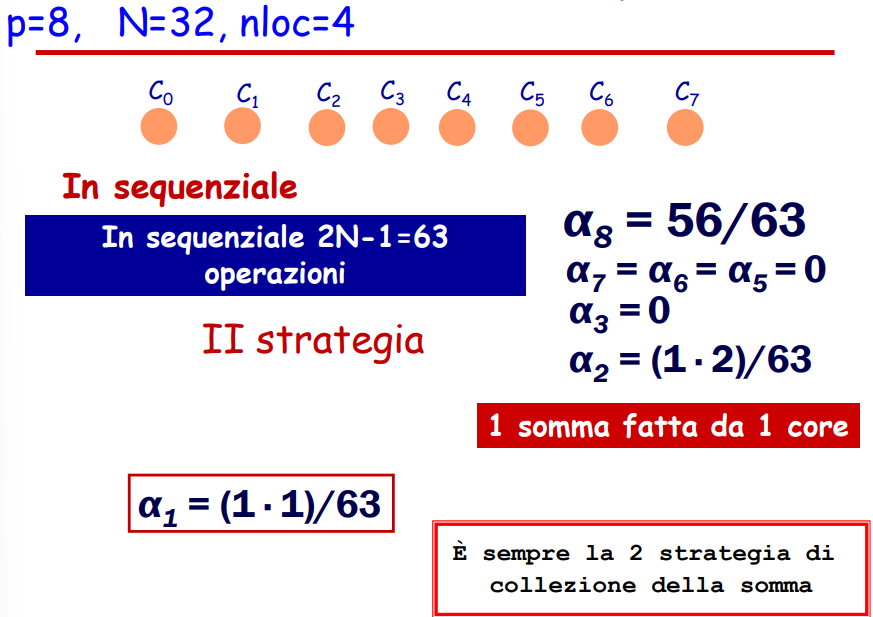 p=8, N=32, nloc=4
C0 C1 C2 C3 C4 C5 C6 C7
In sequenziale
In sequenziale 2N-1=63
operazioni
α8 = 56/63
α7 = α6 = α5 = 0
α3 = 0
II strategia
α2 = (1·2)/63
1 somma fatta da 1 core
α1 = (1·1)/63
È sempre la 2 strategia di
collezione della somma